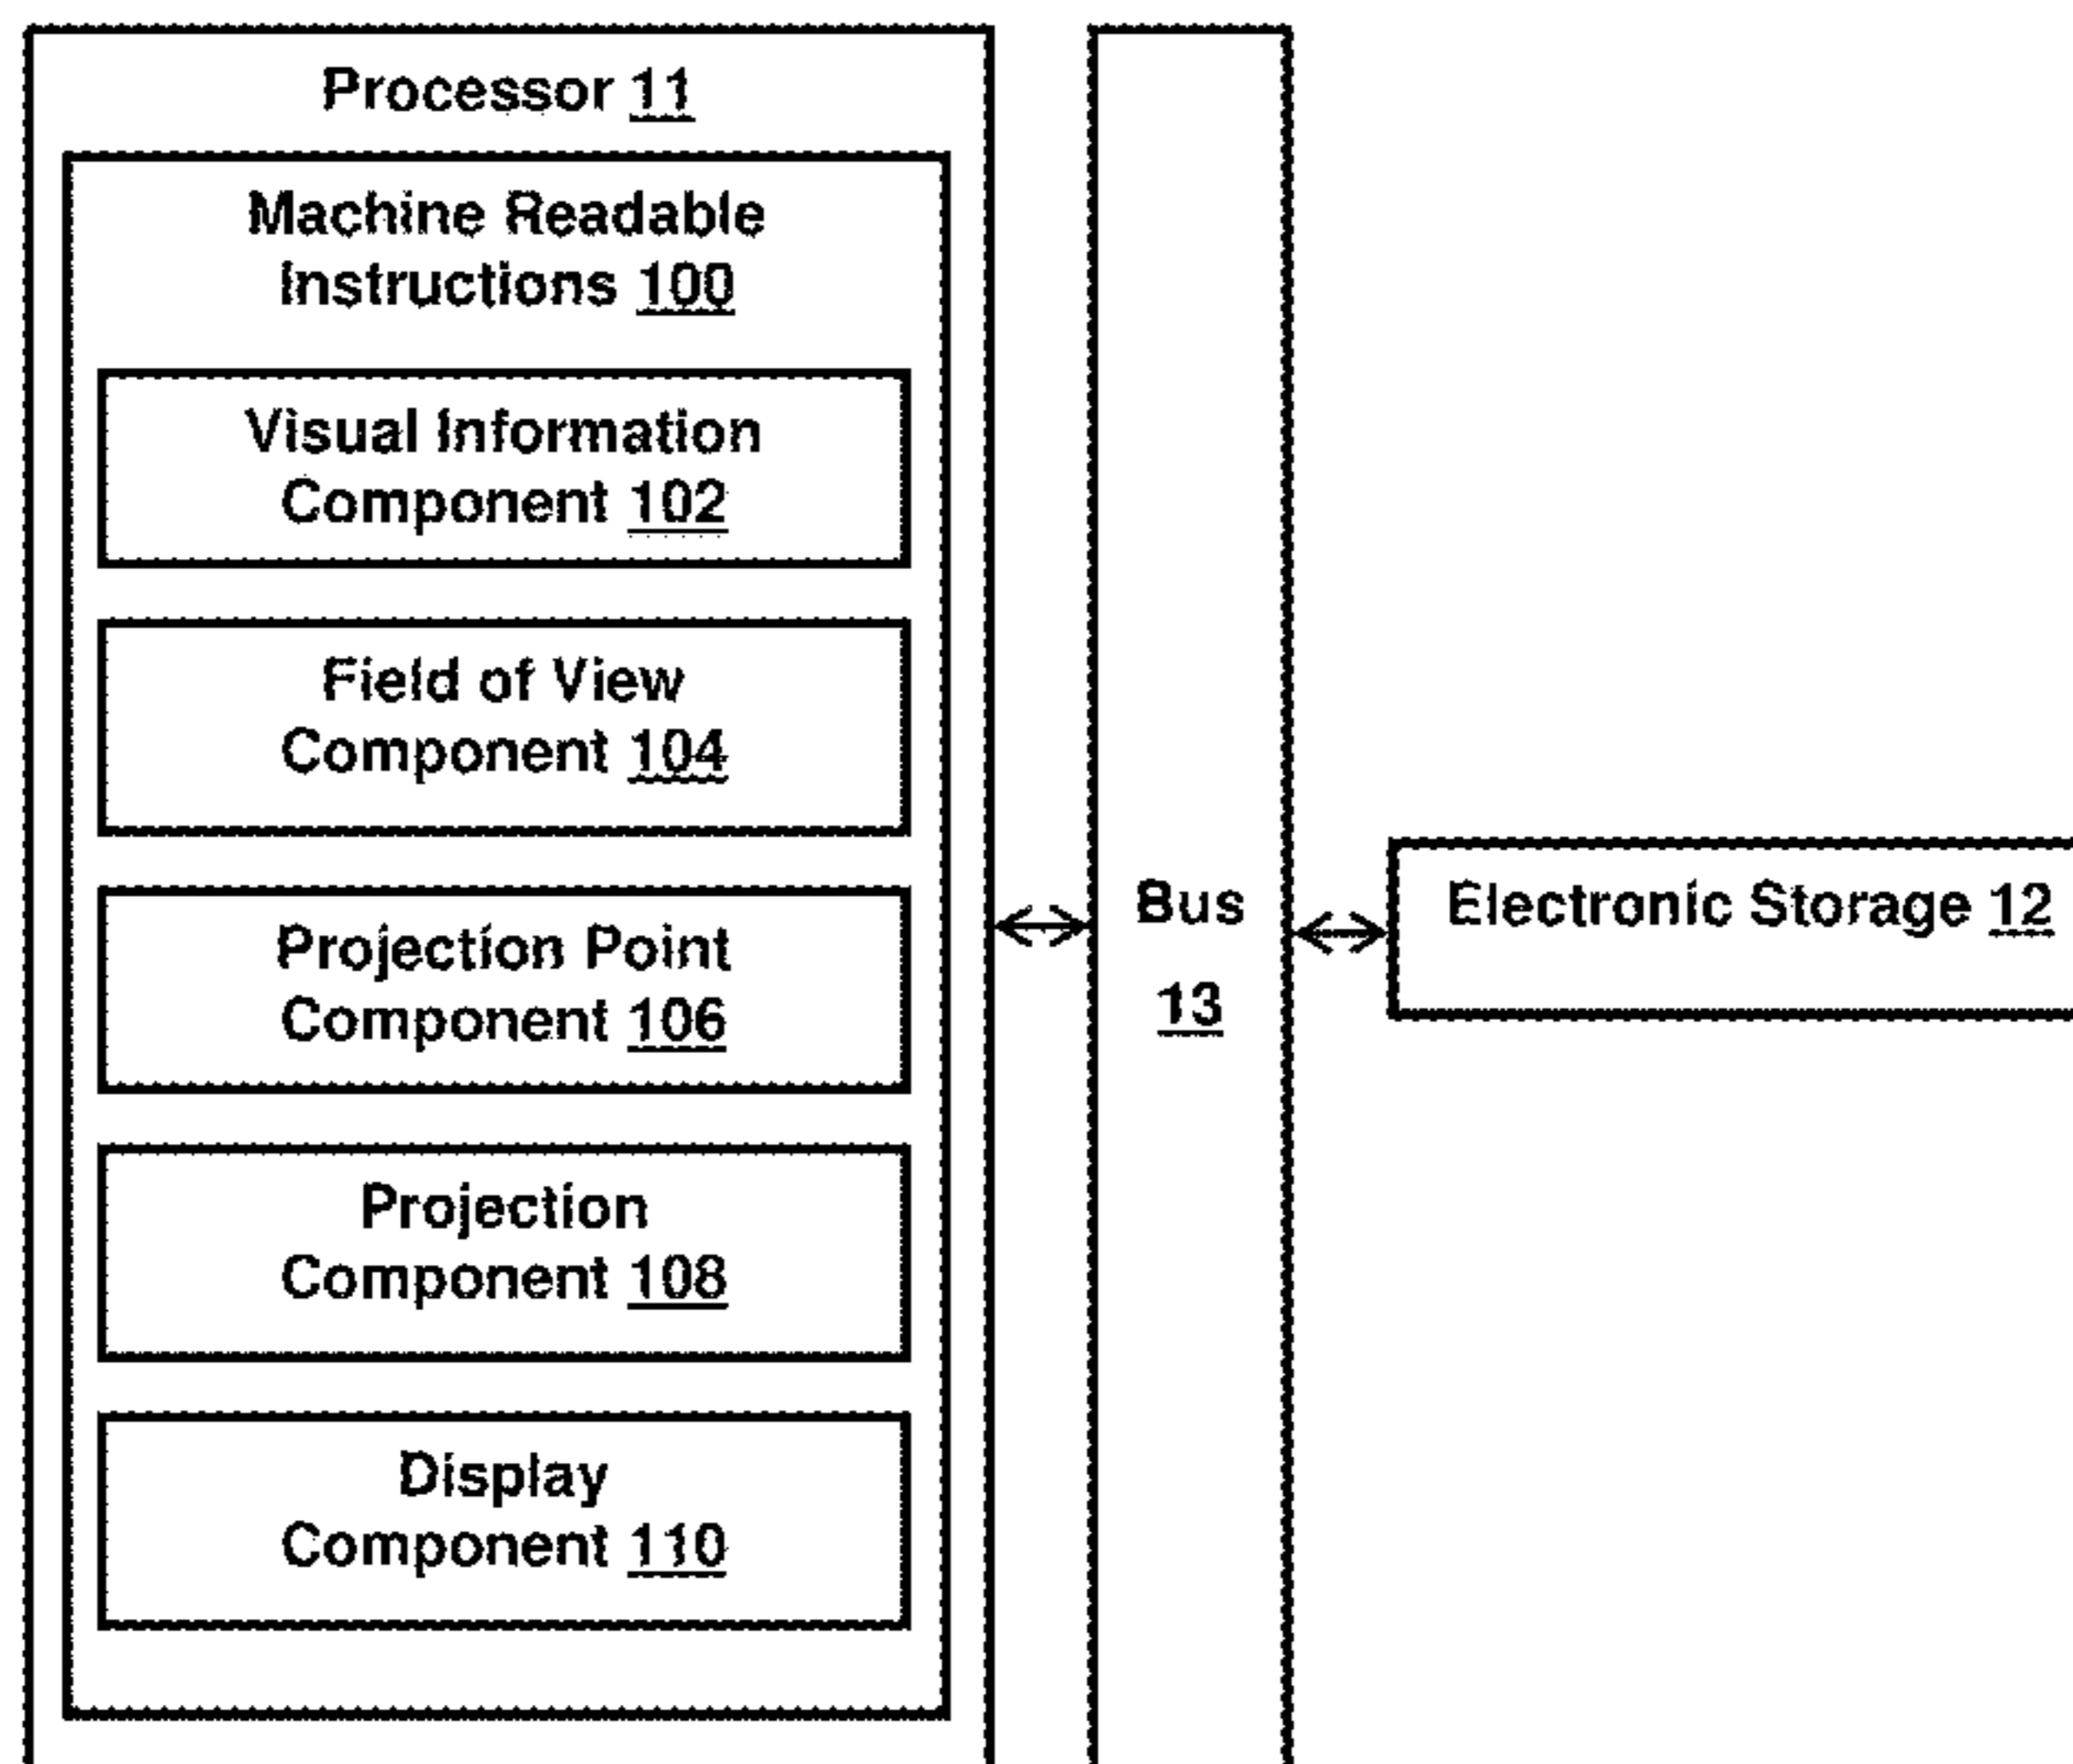 Processor 11
Machine Readable
Instructions 100
Visual Information
Component 102
Field of View
Component 104
Projection Point
Component 106
Projection
Component 108
Display
Component 110
Bus
13
Electronic Storage 12